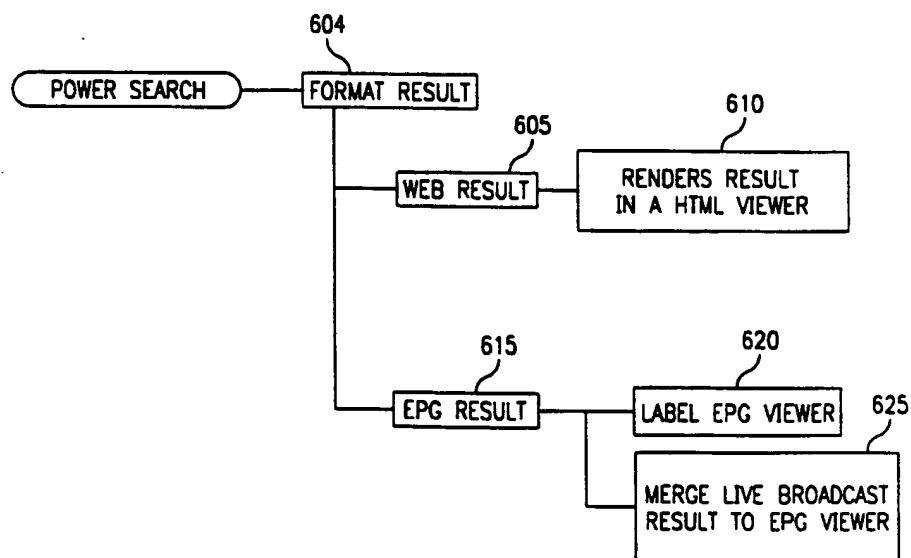 604
POWER SEARCH
FORMAT RESULT
605
WEB RESULT
610
RENDERS RESULT
IN A HTML VIEWER
615
EPG RESULT
620
LABEL EPG VIEWER
625
MERGE LIVE BROADCAST
RESULT TO EPG VIEWER